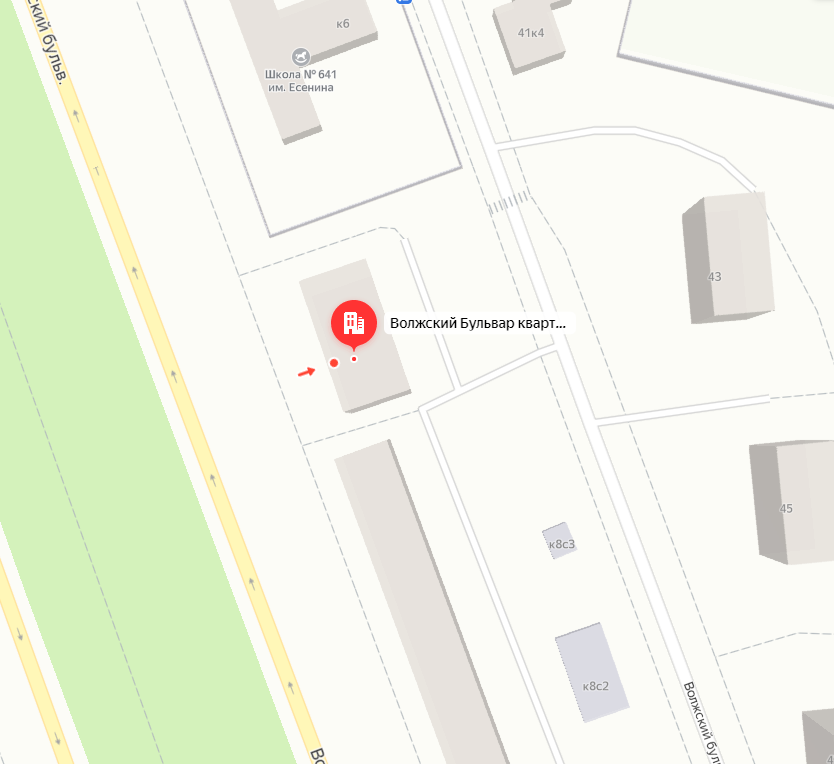 ский бульв.
к6
Школа № 641
им. Есенина
41к4
43
Волжский Бульвар кварт...
45
к8с3
к8с2
Волжский бул
Во
4